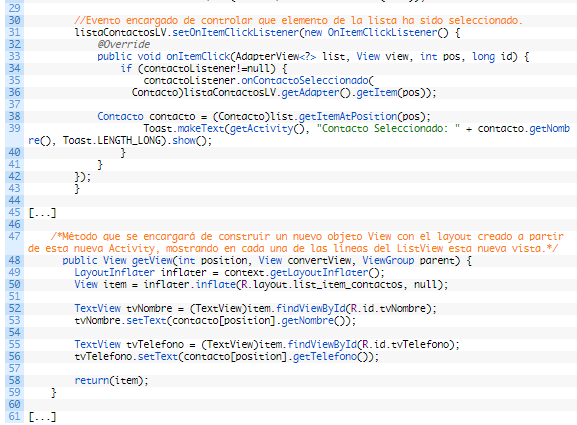 29
30 //Evento encargado de controlar que elemento de la lista ha sido seleccionado.
31 listaContactosLV.setOnItemClickListener(new OnItemClickListener() {
32 @Override
33 public void onItemClick(AdapterView<?> list, View view, int pos, long id) {
34 if (contactoListener!=null) {
35 contactoListener.onContactoSeleccionado(
36 Contacto)listaContactosLV.getAdapter().getItem(pos));
37
38 Contacto contacto = (Contacto)list.getItemAtPosition(pos);
39 Toast.makeText(getActivity(), "Contacto Seleccionado: " + contacto.getNomb
re(), Toast.LENGTH_LONG).show();
40 }
41 }
42 });
43 }
44
45 [...]
46
47 /*Método que se encargará de construir un nuevo objeto View con el layout creado a partir
de esta nueva Activity, mostrando en cada una de las líneas del ListView esta nueva vista.*/
48 public View getView(int position, View convertView, ViewGroup parent) {
49 LayoutInflater inflater = context.getLayoutInflater();
50 View item = inflater.inflate(R.layout.list_item_contactos, null);
51
52 TextView tvNombre = (TextView)item.findViewById(R.id.tvNombre);
53 tvNombre.setText(contacto[position].getNombre());
54
55 TextView tvTelefono = (TextView)item.findViewById(R.id.tvTelefono);
56 tvTelefono.setText(contacto[position].getTelefono());
57
58 return(item);
59 }
60
61 [...]